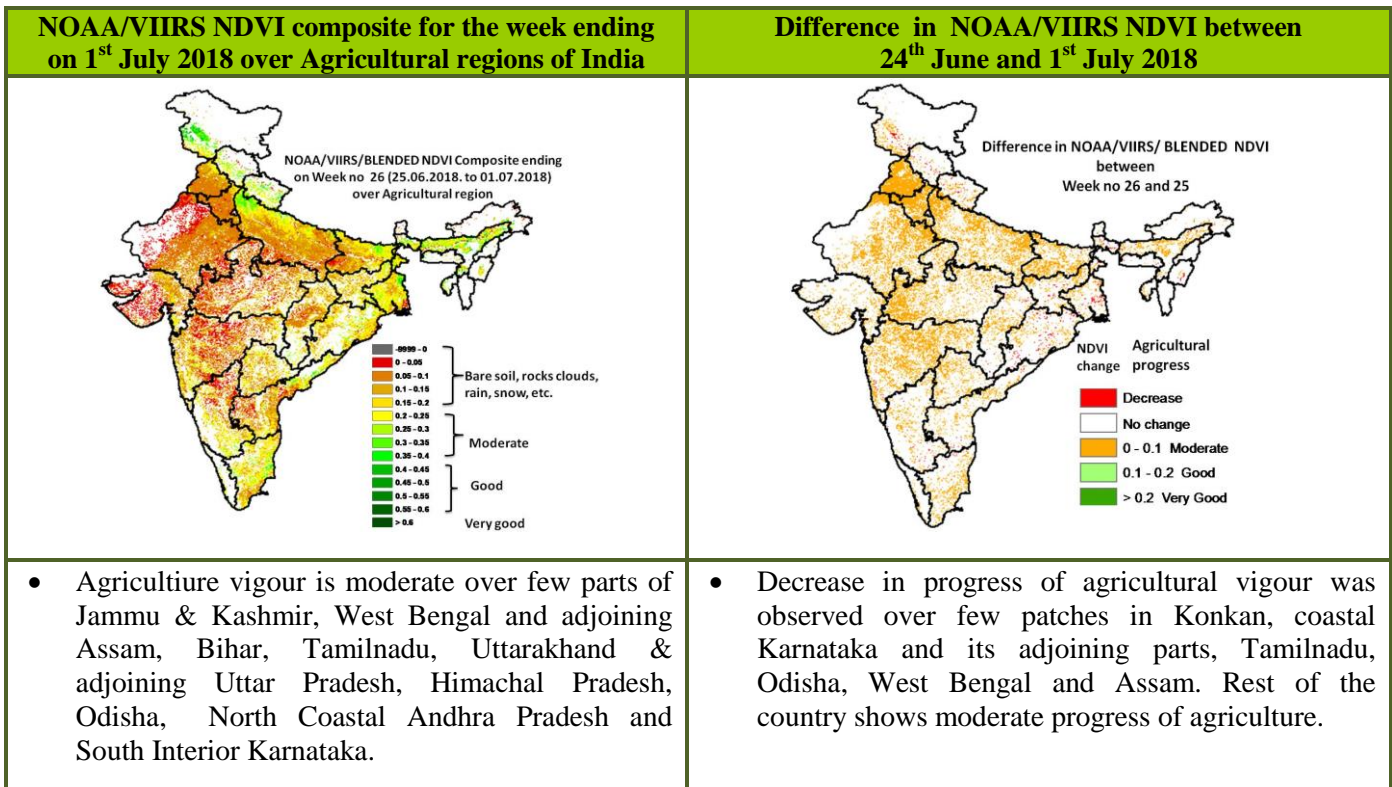 NOAA/VIIRS NDVI composite for the week ending
on 1st July 2018 over Agricultural regions of India
Difference in NOAA/VIIRS NDVI between
24th June and 1st July 2018
NOAA/VIIRS/BLENDED NDVI Composite ending
on Week no 26 (25.06.2018. to 01.07.2018)
over Agricultural region
-9999 - 0
0 - 0.05
0.05 - 0.1
0.1 - 0.15
0.15 - 0.2
0.2 - 0.25
0.25 - 0.3
0.3 - 0.35
0.35 - 0.4
0.4 - 0.45
0.45 - 0.5
0.5 - 0.55
0.55 - 0.6
> 0.6
Bare soil, rocks clouds,
rain, snow, etc.
Moderate
Good
Very good
Difference in NOAA/VIIRS/ BLENDED NDVI
between
Week no 26 and 25
NDVI
change
Agricultural
progress
Decrease
No change
0 - 0.1 Moderate
0.1 - 0.2 Good
> 0.2 Very Good
• Agricultiure vigour is moderate over few parts of
Jammu & Kashmir, West Bengal and adjoining
Assam, Bihar, Tamilnadu, Uttarakhand &
adjoining Uttar Pradesh, Himachal Pradesh,
Odisha, North Coastal Andhra Pradesh and
South Interior Karnataka.
• Decrease in progress of agricultural vigour was
observed over few patches in Konkan, coastal
Karnataka and its adjoining parts, Tamilnadu,
Odisha, West Bengal and Assam. Rest of the
country shows moderate progress of agriculture.